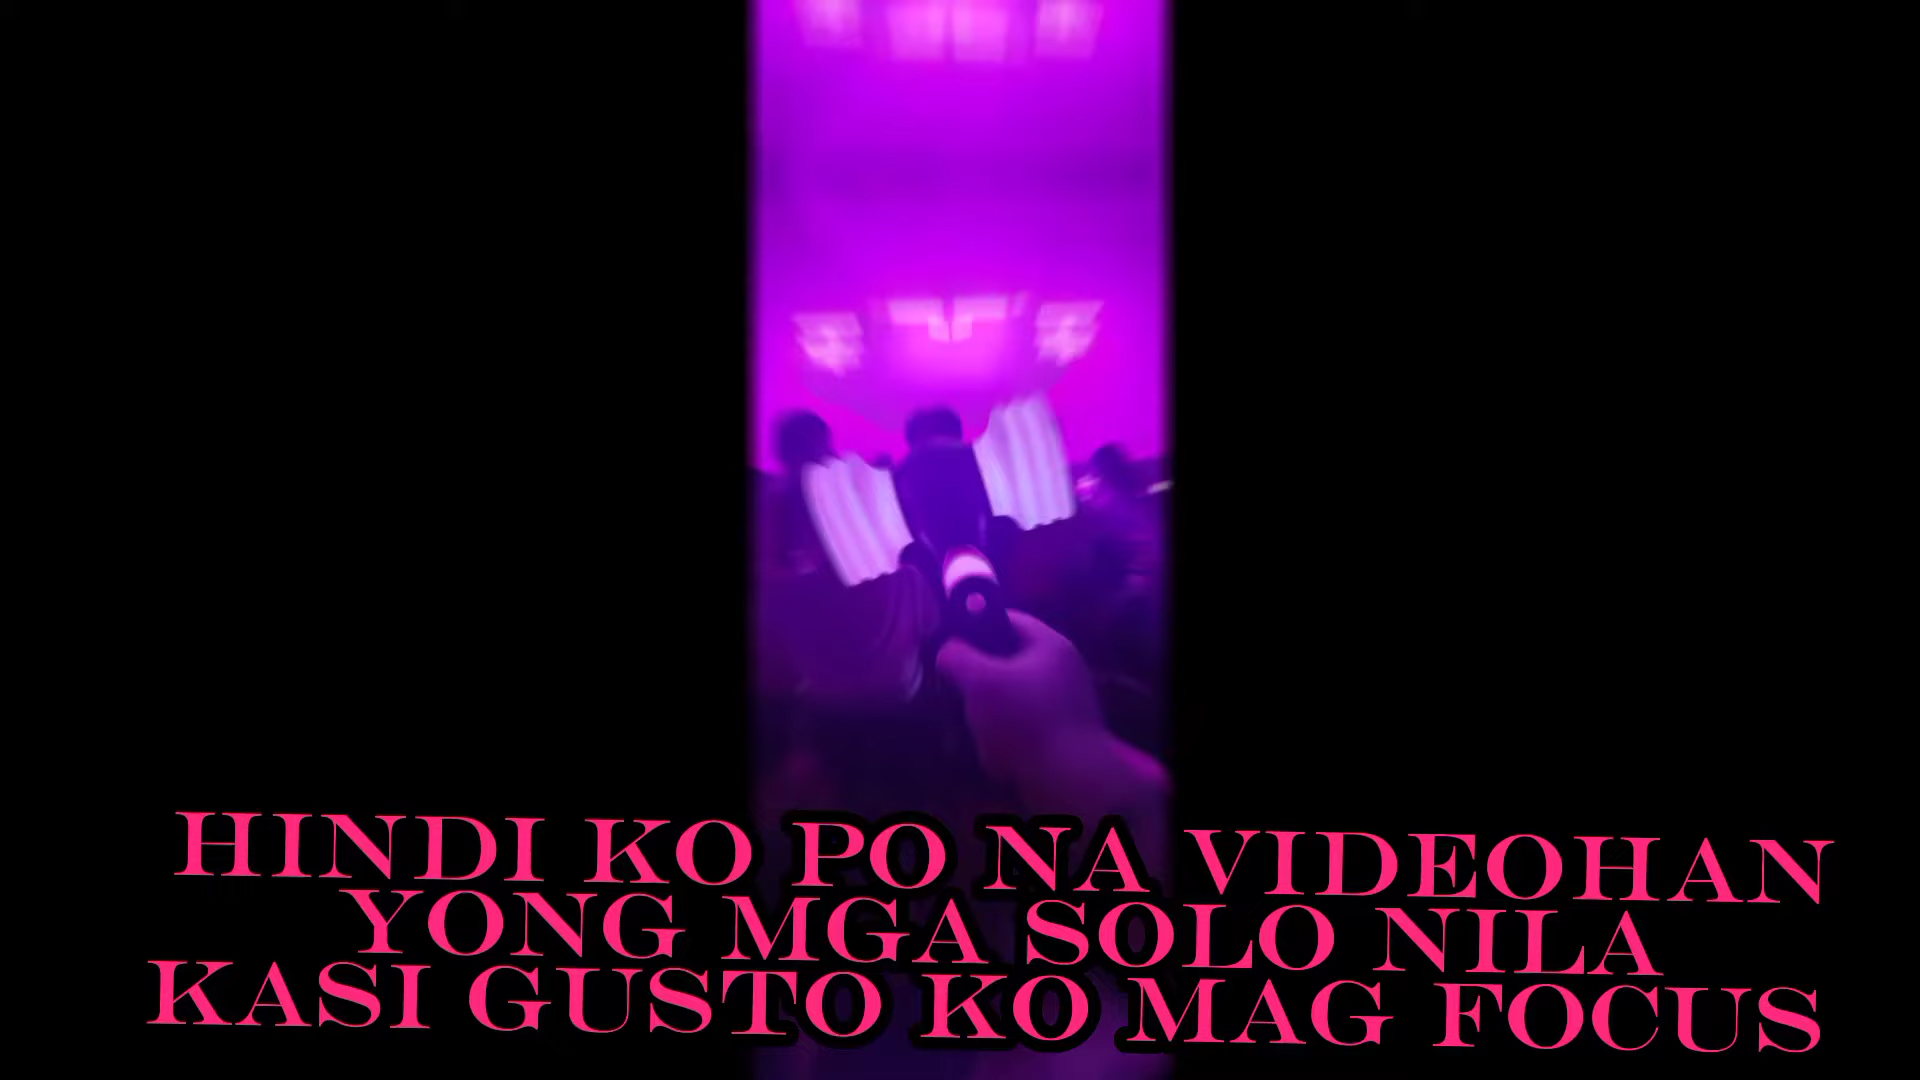 HINDI KO PO NA VIDEOHAN
YONG MGA SOLO NILA
KASI GUSTO KO MAG FOCUS